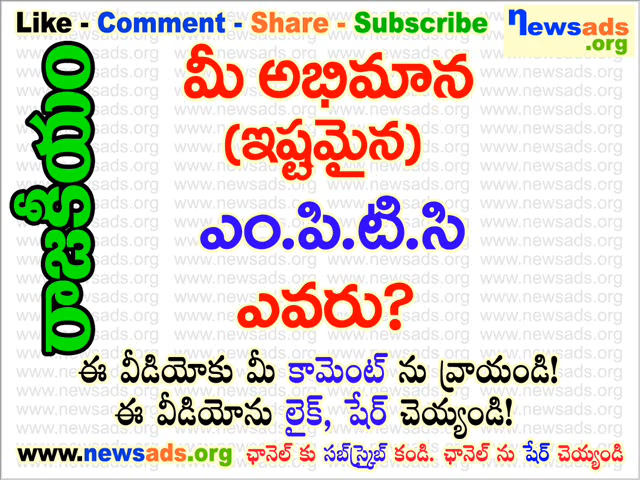 Like - Comment - Share - Subscribe
newsads
.org
రాజకీయం
మీ అభిమాన
(ఇష్టమైన)
ఎం.పి.టి.సి
ఎవరు?
ఈ వీడియోకు మీ కామెంట్ ను వ్రాయండి!
ఈ వీడియోను లైక్, షేర్ చెయ్యండి!
www.newsads.org ఛానెల్ కు సబ్‌స్క్రైబ్ కండి. ఛానెల్ ను షేర్ చెయ్యండి